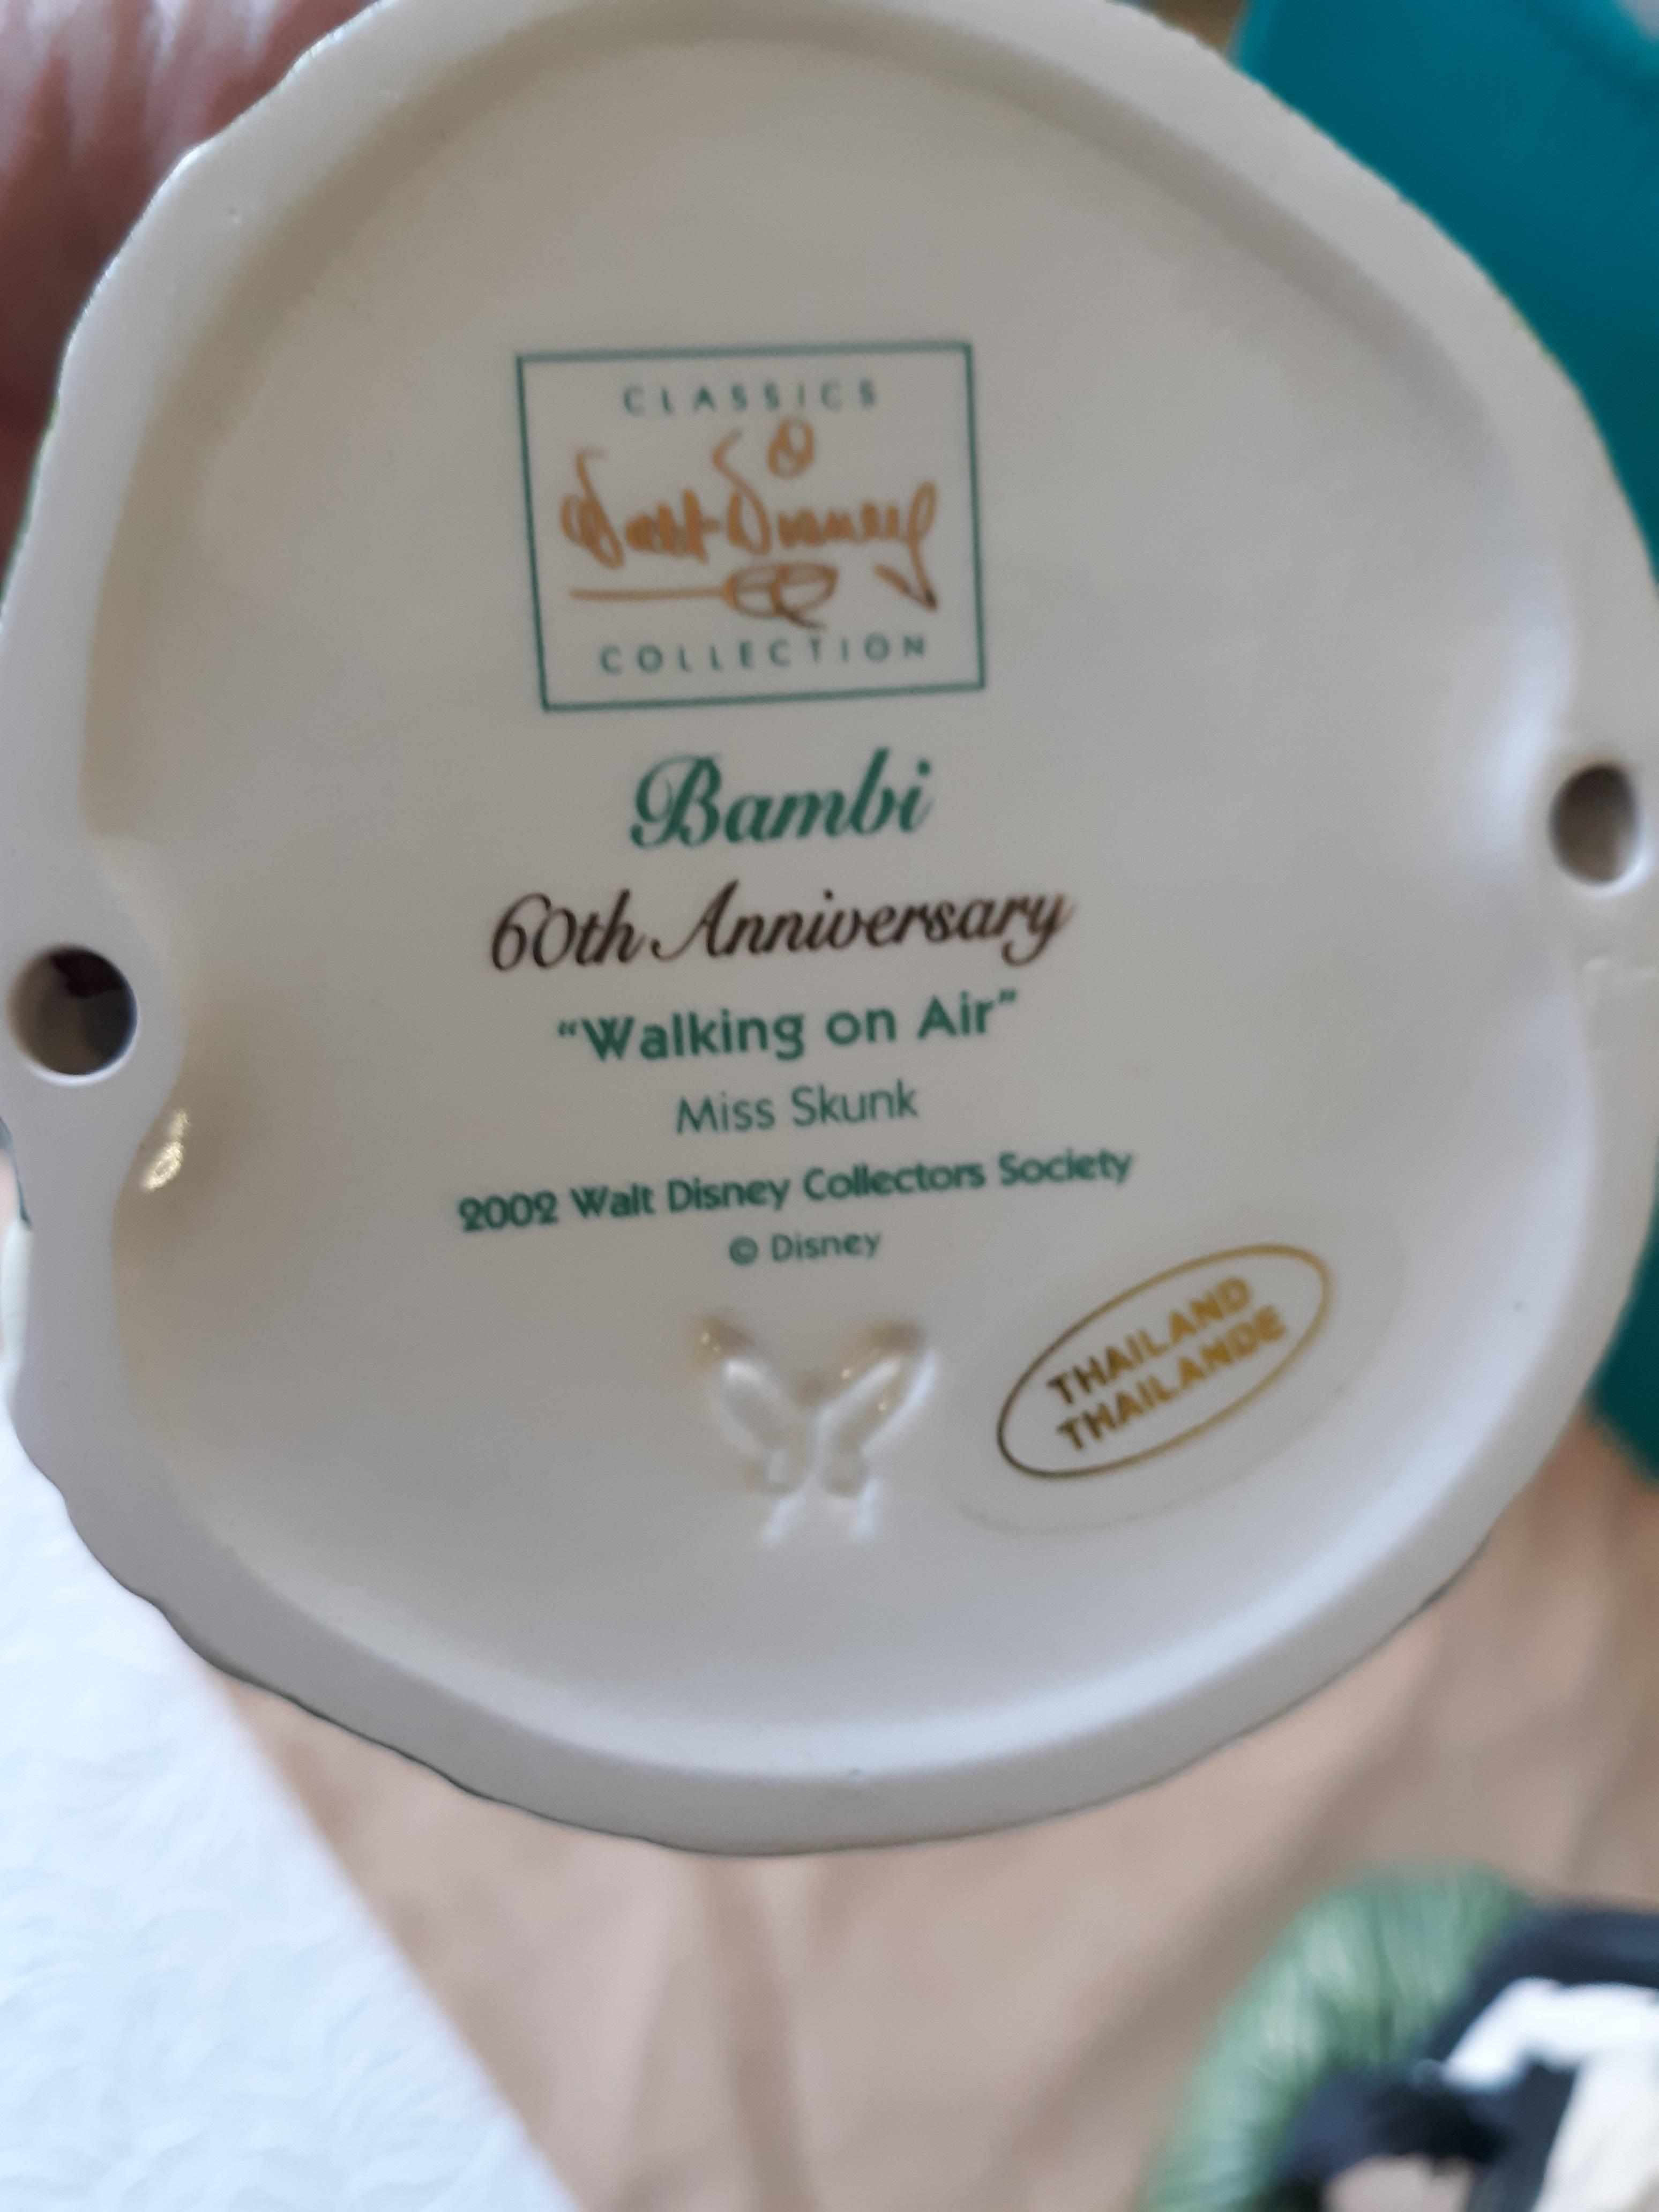 CLASSICS
Walt Disney
COLLECTION
Bambi
60th Anniversary
“Walking on Air”
Miss Skunk
2002 Walt Disney Collectors Society
© Disney
THAILAND
THAILANDE